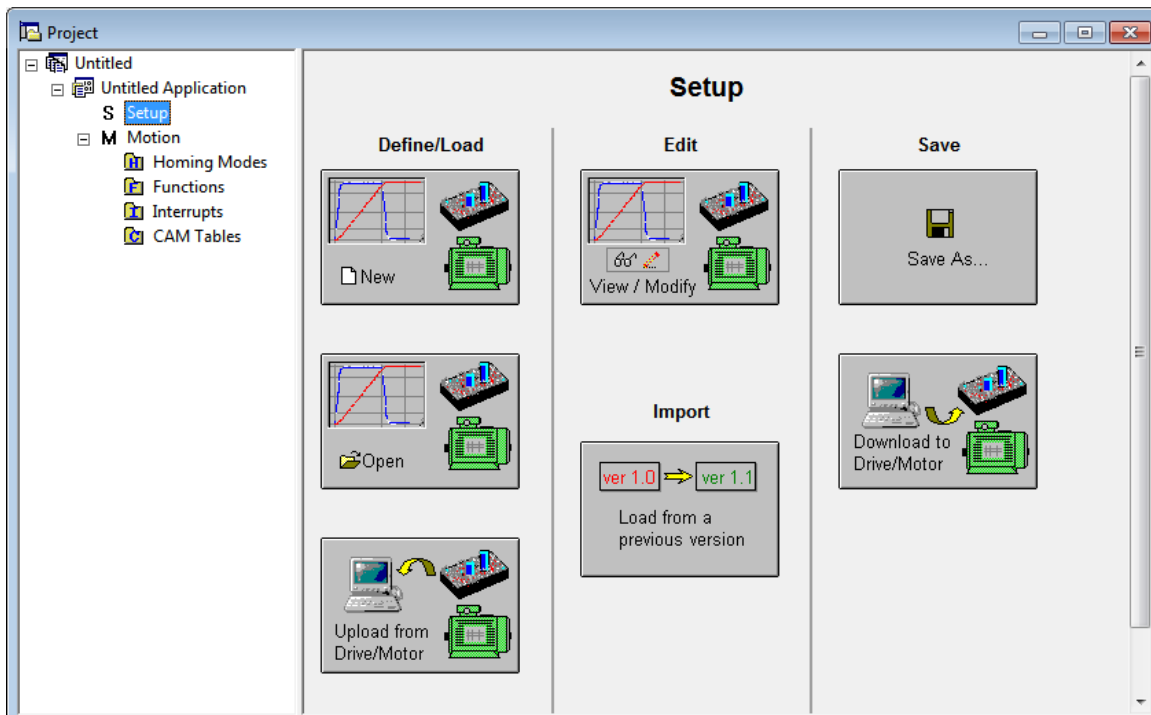 Project
Untitled
Untitled Application
S Setup
M Motion
H Homing Modes
F Functions
I Interrupts
C CAM Tables
Setup
Define/Load
New
Open
Upload from
Drive/Motor
Edit
View / Modify
Import
ver 1.0 ver 1.1
Load from a
previous version
Save
Save As...
Download to
Drive/Motor